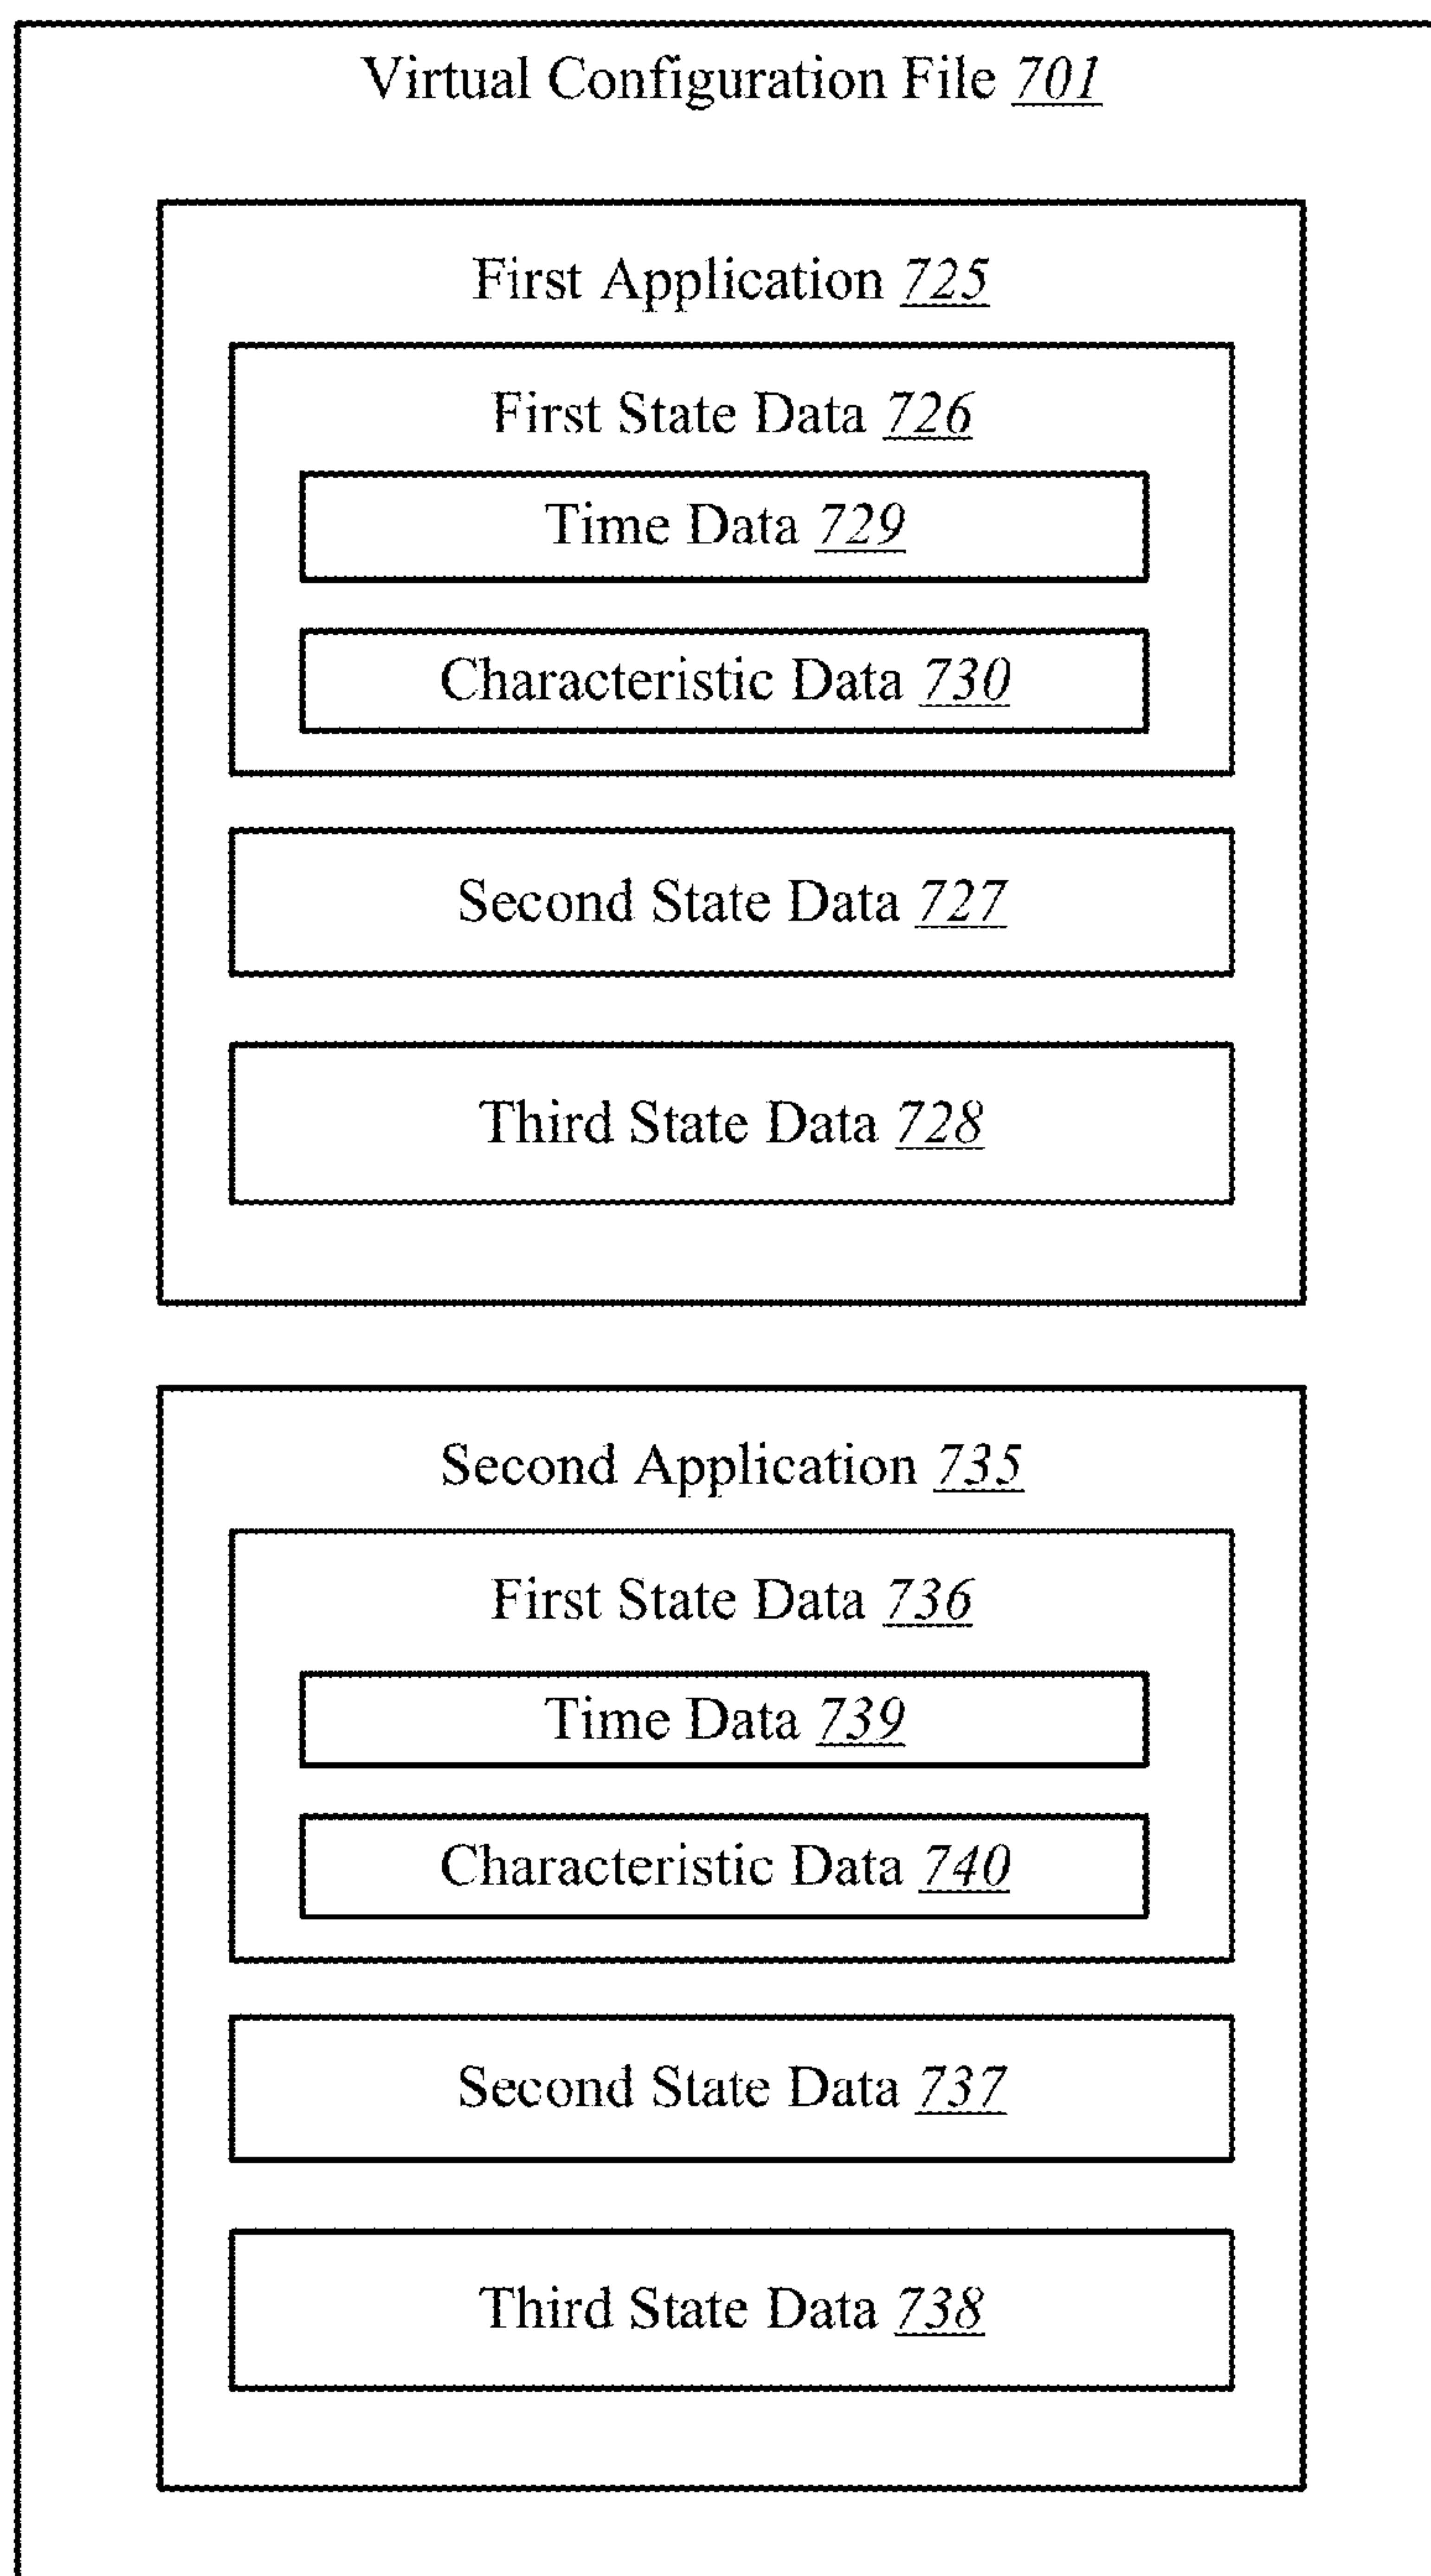 Virtual Configuration File 701
First Application 725
First State Data 726
Time Data 729
Characteristic Data 730
Second State Data 727
Third State Data 728
Second Application 735
First State Data 736
Time Data 739
Characteristic Data 740
Second State Data 737
Third State Data 738